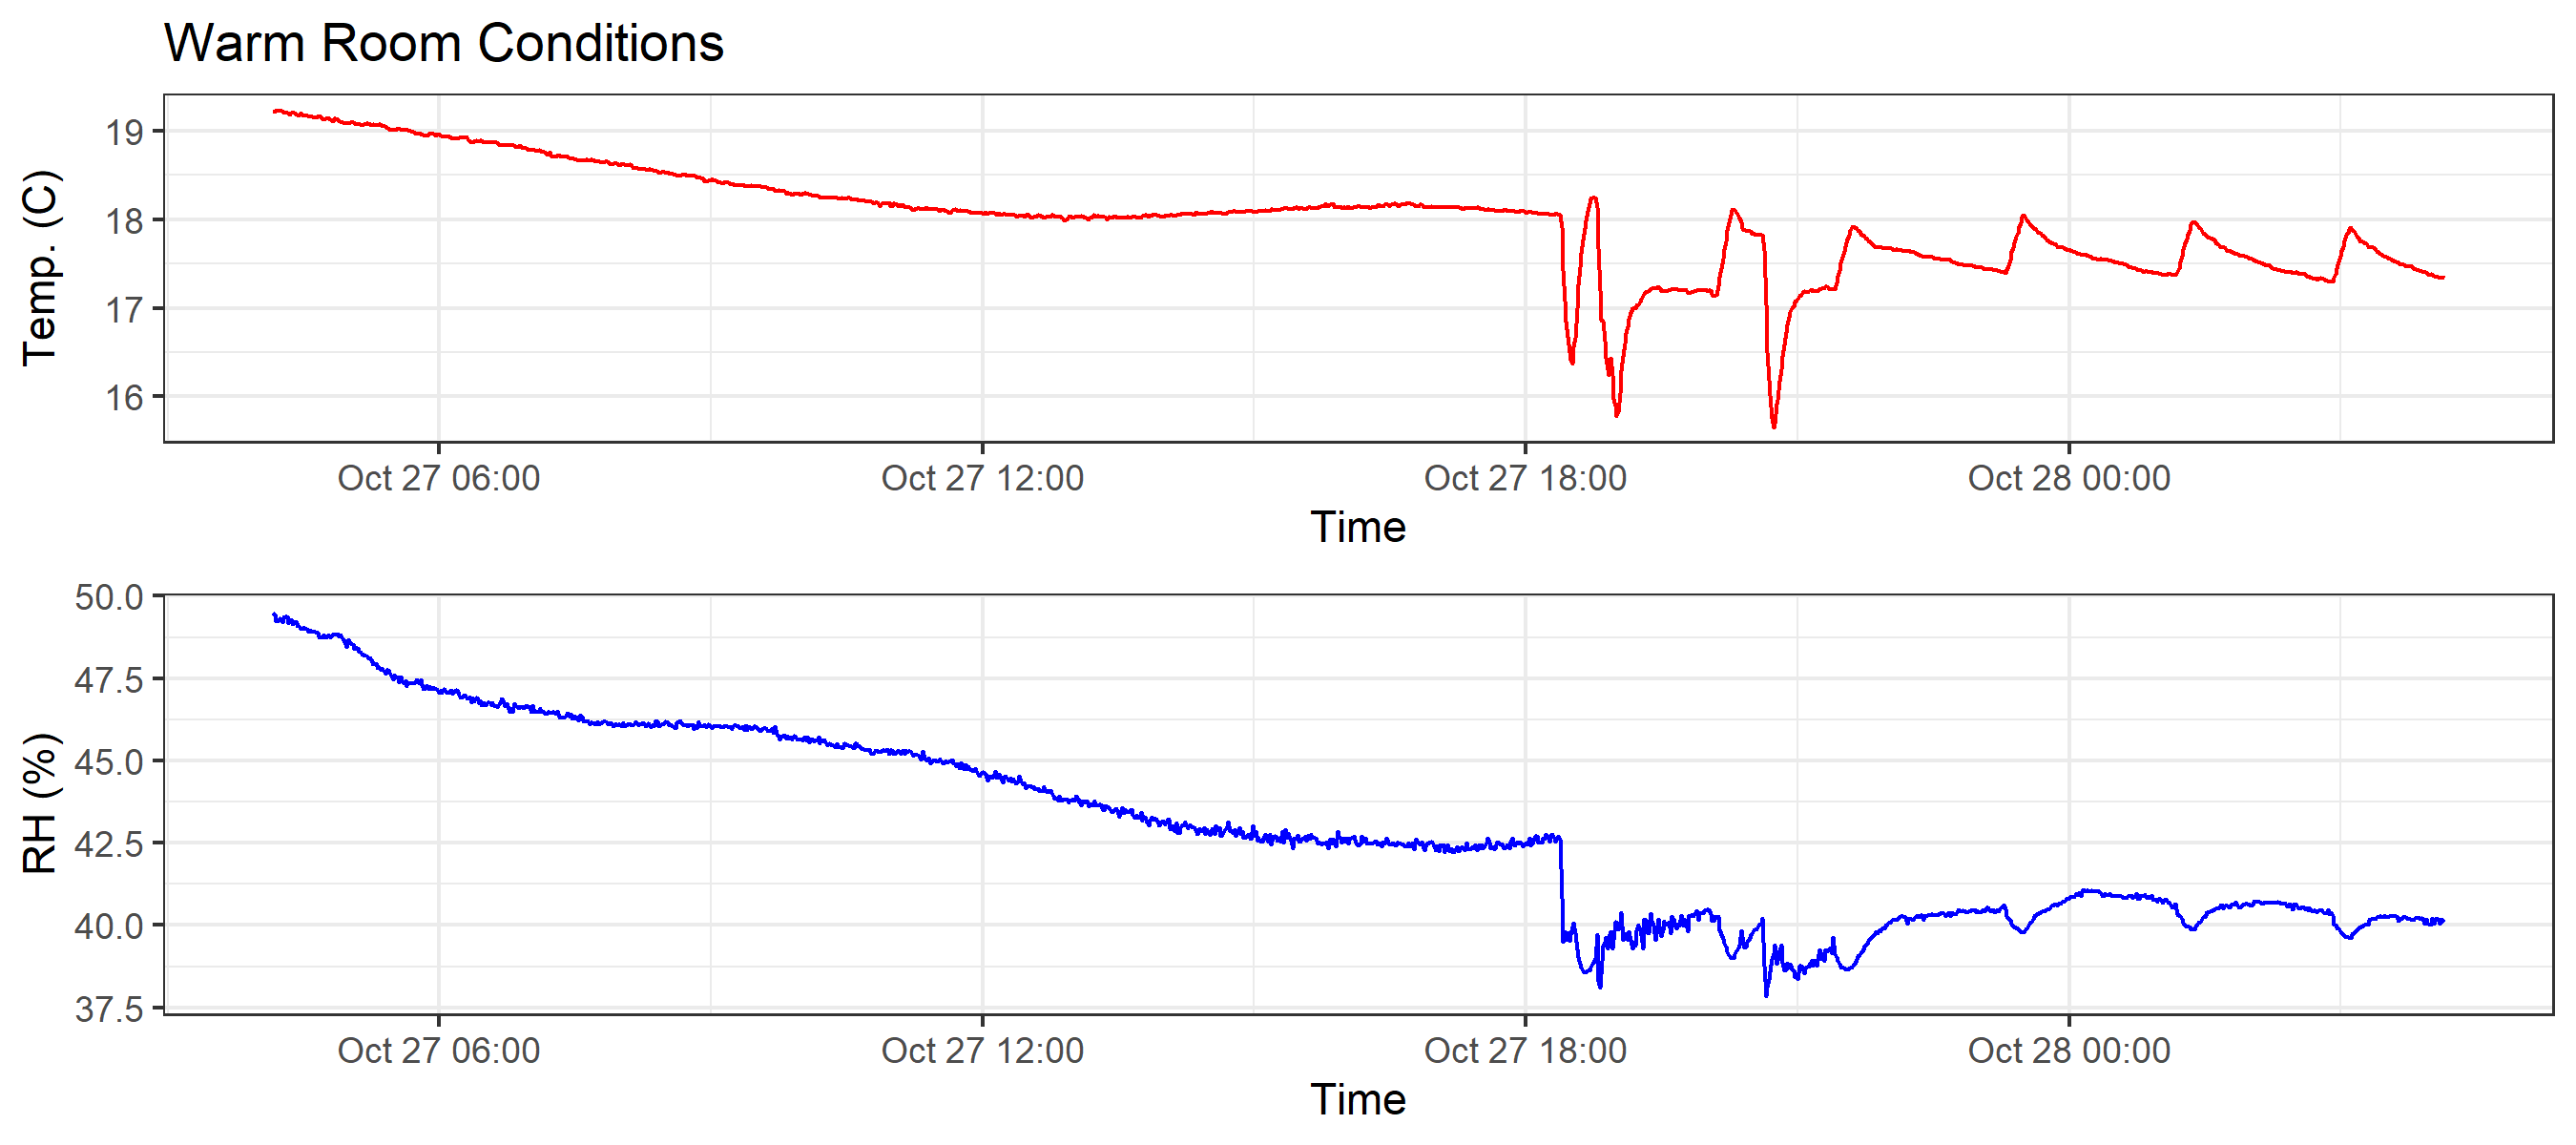 Warm Room Conditions
19
18
17
16
Temp. (C)
Oct 27 06:00 Oct 27 12:00 Oct 27 18:00 Oct 28 00:00
Time
50.0
47.5
45.0
42.5
40.0
37.5
RH (%)
Oct 27 06:00 Oct 27 12:00 Oct 27 18:00 Oct 28 00:00
Time